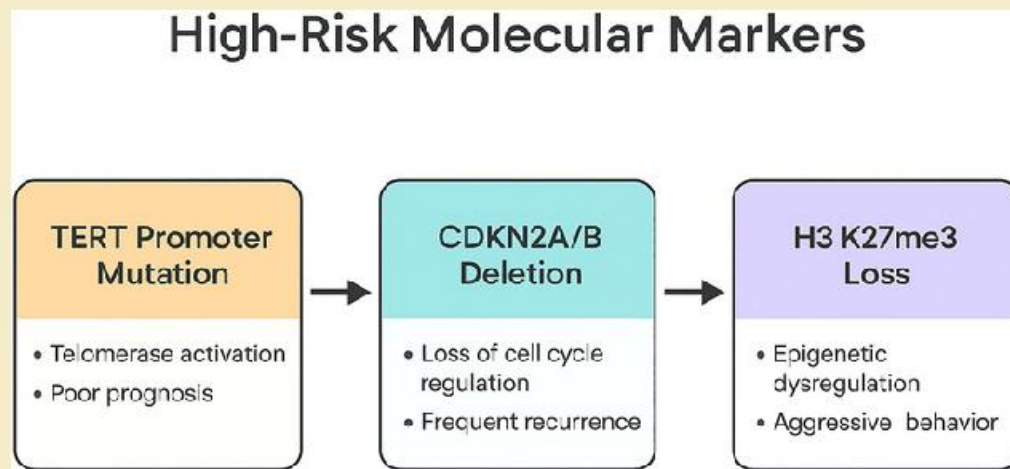 High-Risk Molecular Markers
TERT Promoter
Mutation
• Telomerase activation
• Poor prognosis
CDKN2A/B
Deletion
• Loss of cell cycle
regulation
• Frequent recurrence
H3 K27me3
Loss
• Epigenetic
dysregulation
• Aggressive behavior